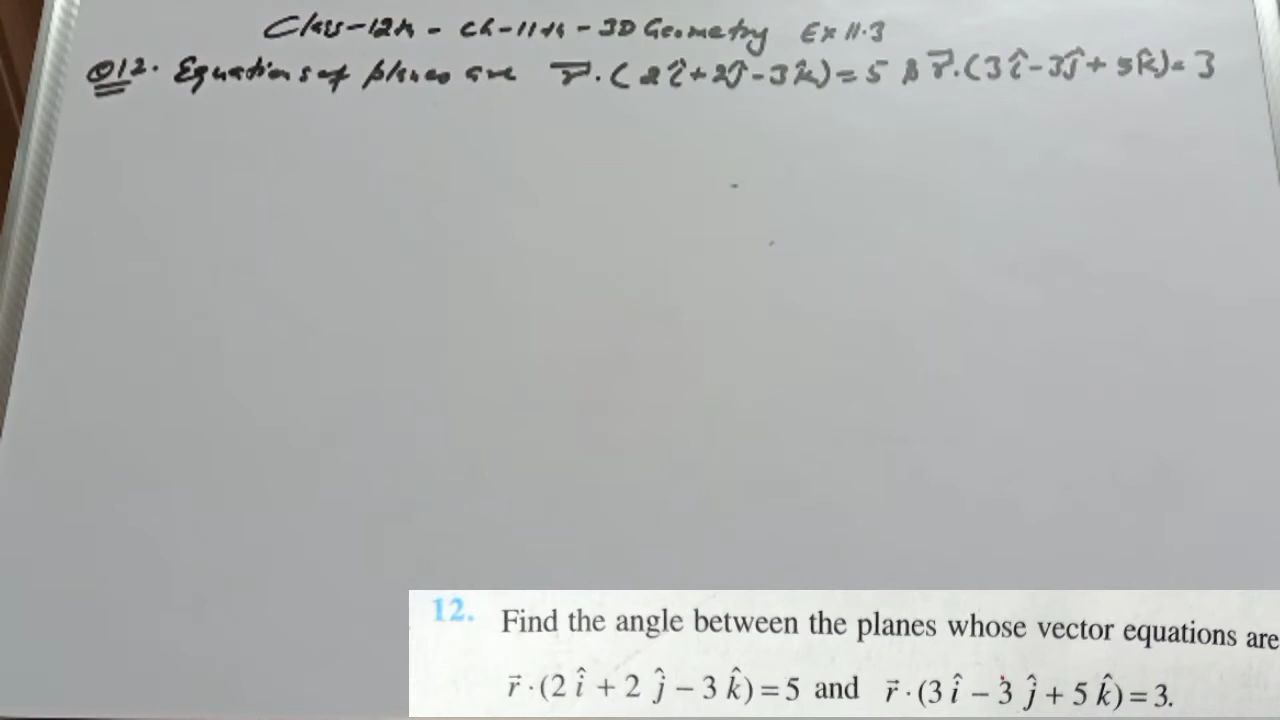 Class-12th - Ch-11th - 3D Geometry Ex 11.3
Q12. Equations of planes are r⃗.(2î+2ĵ-3k̂)=5 & r⃗.(3î-3ĵ+5k̂)=3
12. Find the angle between the planes whose vector equations are
r⃗·(2î + 2ĵ − 3k̂) = 5 and r⃗·(3î − 3ĵ + 5k̂) = 3.